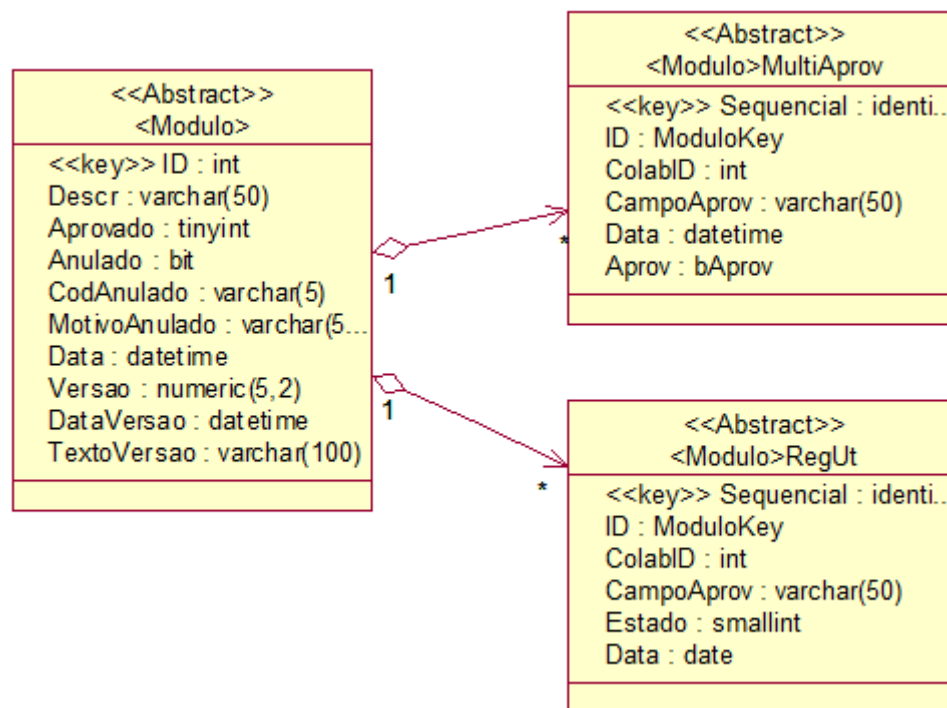 <<Abstract>>
<Modulo>
<<key>> ID : int
Descr : varchar(50)
Aprovado : tinyint
Anulado : bit
CodAnulado : varchar(5)
MotivoAnulado : varchar(5...
Data : datetime
Versao : numeric(5,2)
DataVersao : datetime
TextoVersao : varchar(100)
1
*
1
*
<<Abstract>>
<Modulo>MultiAprov
<<key>> Sequencial : identi...
ID : ModuloKey
ColabID : int
CampoAprov : varchar(50)
Data : datetime
Aprov : bAprov
<<Abstract>>
<Modulo>RegUt
<<key>> Sequencial : identi...
ID : ModuloKey
ColabID : int
CampoAprov : varchar(50)
Estado : smallint
Data : date